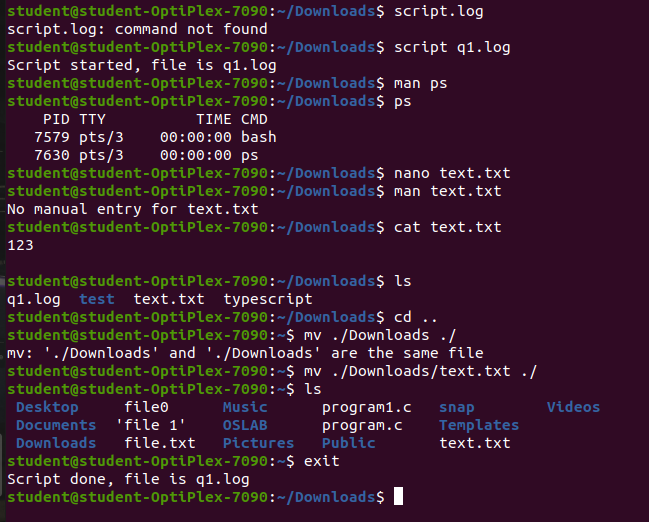 student@student-OptiPlex-7090:~/Downloads$ script.log
script.log: command not found
student@student-OptiPlex-7090:~/Downloads$ script q1.log
Script started, file is q1.log
student@student-OptiPlex-7090:~/Downloads$ man ps
student@student-OptiPlex-7090:~/Downloads$ ps
    PID TTY          TIME CMD
   7579 pts/3    00:00:00 bash
   7630 pts/3    00:00:00 ps
student@student-OptiPlex-7090:~/Downloads$ nano text.txt
student@student-OptiPlex-7090:~/Downloads$ man text.txt
No manual entry for text.txt
student@student-OptiPlex-7090:~/Downloads$ cat text.txt
123
student@student-OptiPlex-7090:~/Downloads$ ls
q1.log  test  text.txt  typescript
student@student-OptiPlex-7090:~/Downloads$ cd ..
student@student-OptiPlex-7090:~$ mv ./Downloads ./
mv: './Downloads' and './Downloads' are the same file
student@student-OptiPlex-7090:~$ mv ./Downloads/text.txt ./
student@student-OptiPlex-7090:~$ ls
 Desktop     file0      Music      program1.c   snap        Videos
 Documents  'file 1'    OSLAB      program.c    Templates
 Downloads   file.txt   Pictures   Public       text.txt
student@student-OptiPlex-7090:~$ exit
Script done, file is q1.log
student@student-OptiPlex-7090:~/Downloads$